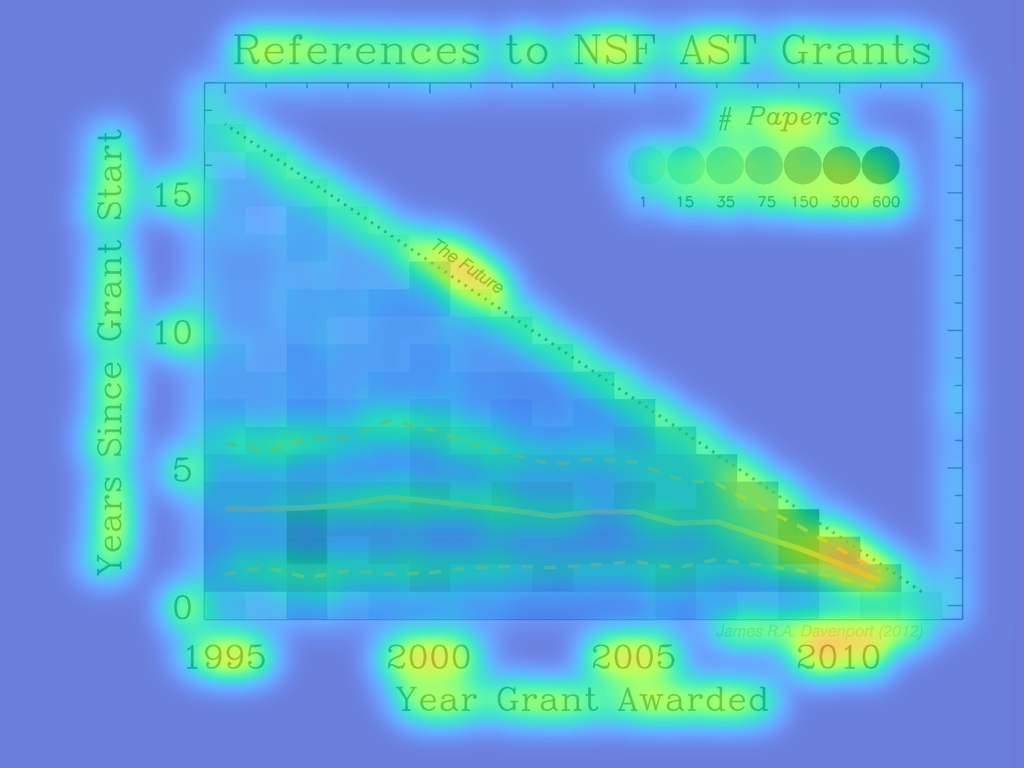 References to NSF AST Grants
# Papers
1 15 35 75 150 300 600
The Future
Years Since Grant Start
15
10
5
0
James R.A. Davenport (2012)
1995 2000 2005 2010
Year Grant Awarded